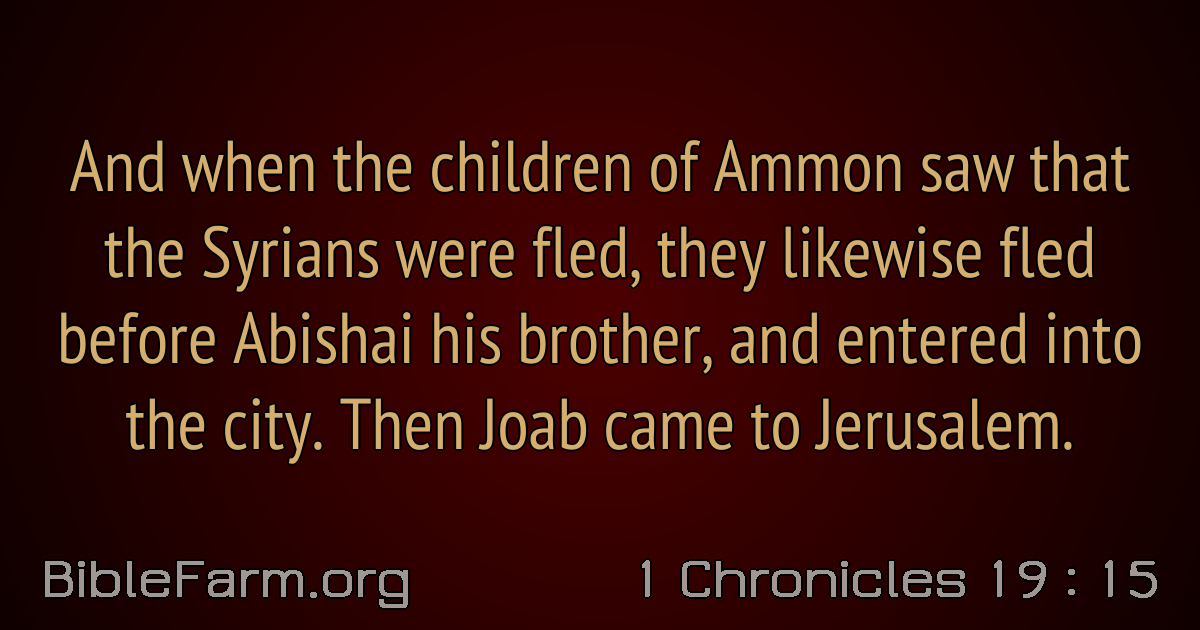 And when the children of Ammon saw that
the Syrians were fled, they likewise fled
before Abishai his brother, and entered into
the city. Then Joab came to Jerusalem.
BibleFarm.org
1 Chronicles 19 : 15